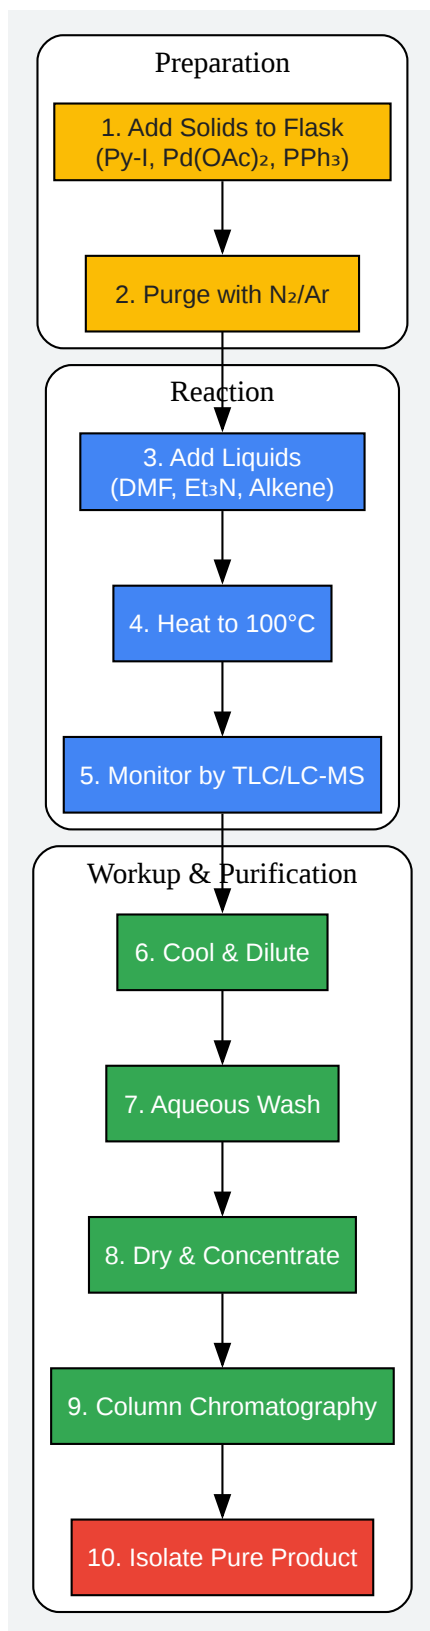 Preparation
1. Add Solids to Flask
(Py-I, Pd(OAc)₂, PPh₃)
2. Purge with N₂/Ar
Reaction
3. Add Liquids
(DMF, Et₃N, Alkene)
4. Heat to 100°C
5. Monitor by TLC/LC-MS
Workup & Purification
6. Cool & Dilute
7. Aqueous Wash
8. Dry & Concentrate
9. Column Chromatography
10. Isolate Pure Product